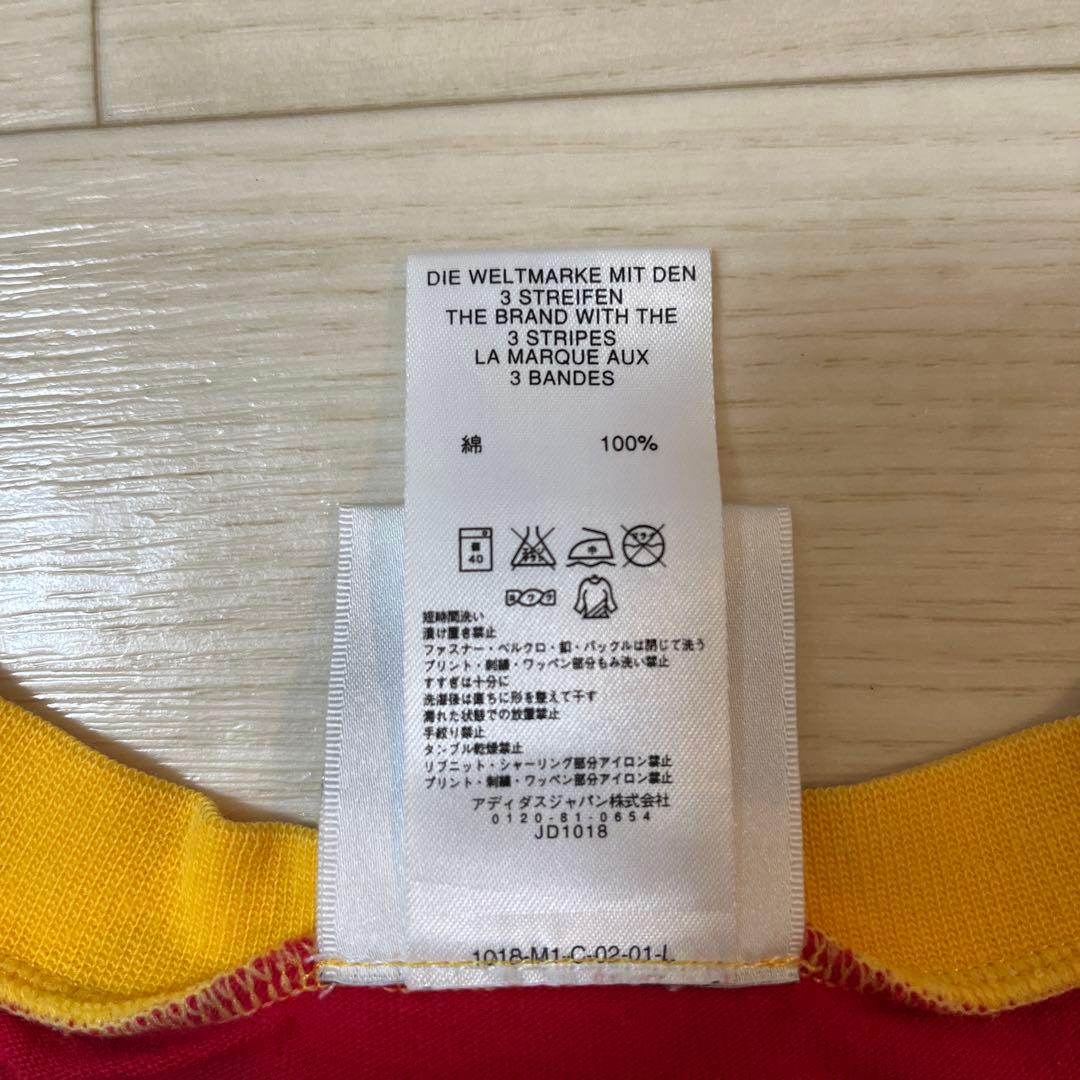 DIE WELTMARKE MIT DEN
3 STREIFEN
THE BRAND WITH THE
3 STRIPES
LA MARQUE AUX
3 BANDES
綿 100%
40
中
ヨワク
短時間洗い
漬け置き禁止
ファスナー・ベルクロ・釦・バックルは閉じて洗う
プリント・刺繍・ワッペン部分もみ洗い禁止
すすぎは十分に
洗濯後は直ちに形を整えて干す
濡れた状態での放置禁止
手絞り禁止
タンブル乾燥禁止
リブニット・シャーリング部分アイロン禁止
プリント・刺繍・ワッペン部分アイロン禁止
アディダスジャパン株式会社
0120-81-0654
JD1018
1018-M1-C-02-01-L